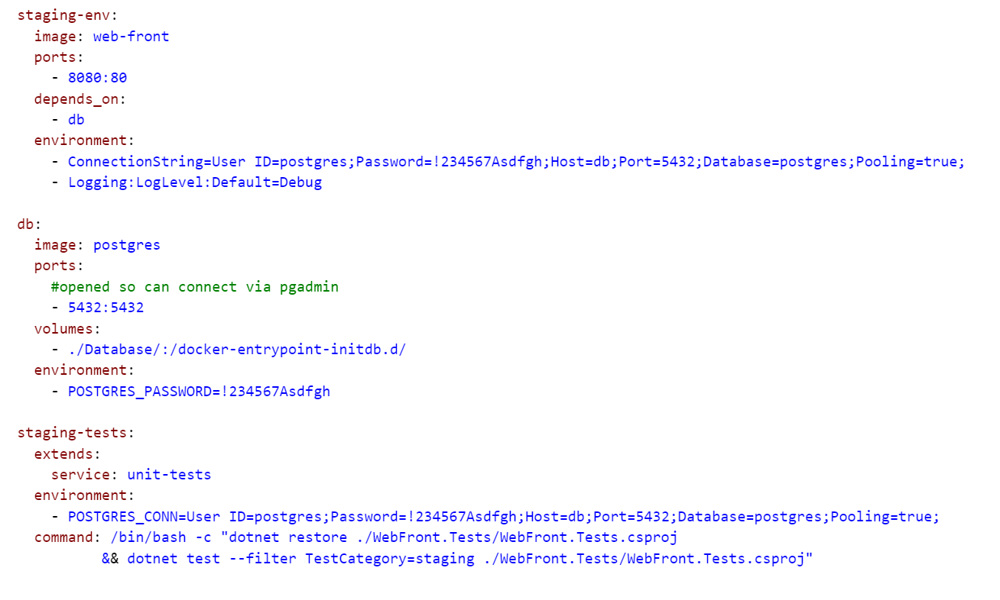 staging-env:
  image: web-front
  ports:
    - 8080:80
  depends_on:
    - db
  environment:
    - ConnectionString=User ID=postgres;Password=!234567Asdfgh;Host=db;Port=5432;Database=postgres;Pooling=true;
    - Logging:LogLevel:Default=Debug

db:
  image: postgres
  ports:
    #opened so can connect via pgadmin
    - 5432:5432
  volumes:
    - ./Database/:/docker-entrypoint-initdb.d/
  environment:
    - POSTGRES_PASSWORD=!234567Asdfgh

staging-tests:
  extends:
    service: unit-tests
  environment:
    - POSTGRES_CONN=User ID=postgres;Password=!234567Asdfgh;Host=db;Port=5432;Database=postgres;Pooling=true;
  command: /bin/bash -c "dotnet restore ./WebFront.Tests/WebFront.Tests.csproj
          && dotnet test --filter TestCategory=staging ./WebFront.Tests/WebFront.Tests.csproj"